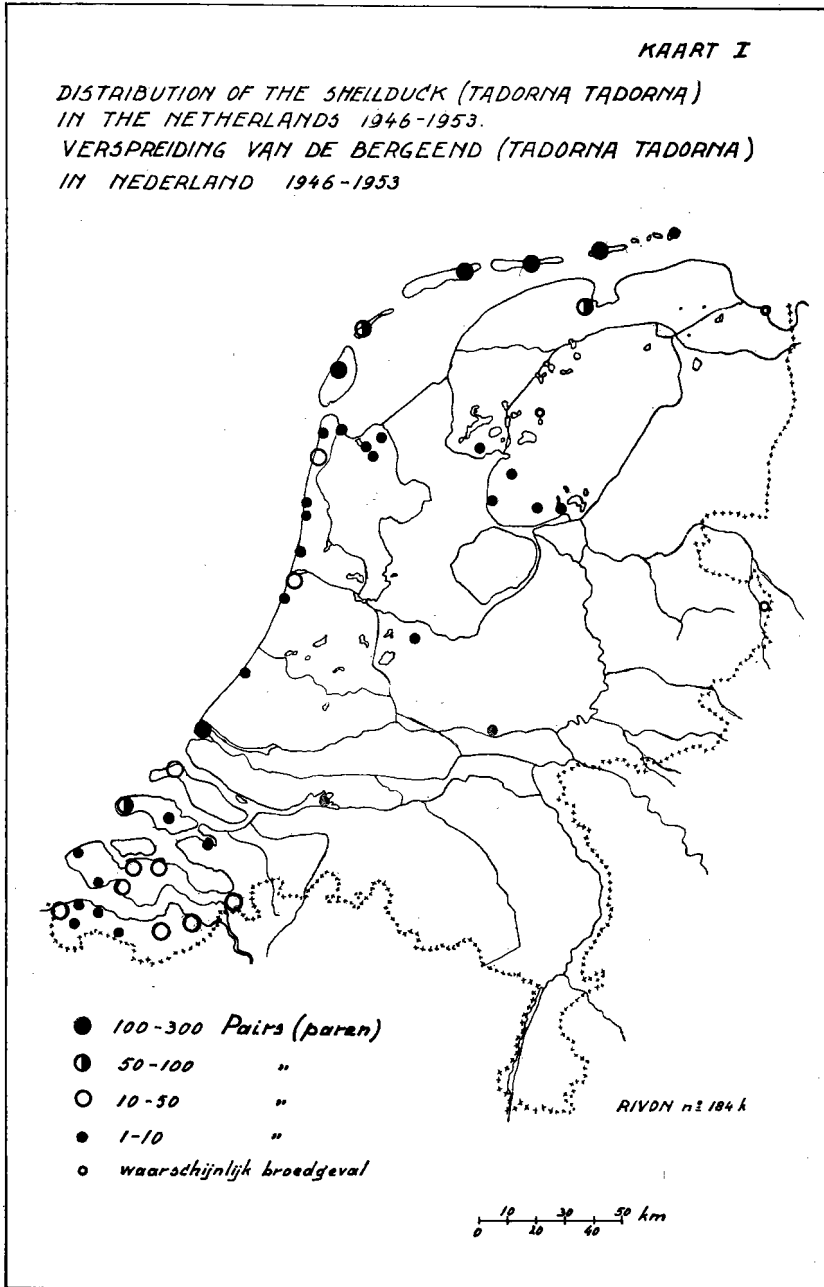 KAART I
DISTRIBUTION OF THE SHELLDUCK (TADORNA TADORNA)
IN THE NETHERLANDS 1946-1953.
VERSPREIDING VAN DE BERGEEND (TADORNA TADORNA)
IN NEDERLAND 1946-1953
100-300 Pairs (paren)
50-100 "
10-50 "
1-10 "
waarschijnlijk broedgeval
RIVON nº 184 k
10 30 50 km
0 20 40